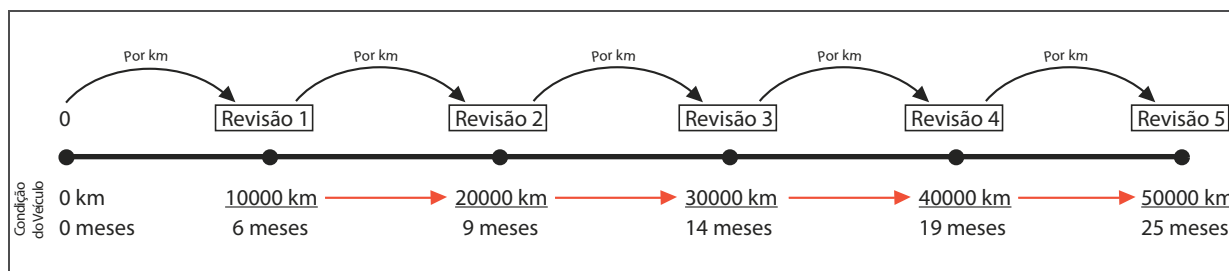 Por km Por km Por km Por km Por km
0 Revisão 1 Revisão 2 Revisão 3 Revisão 4 Revisão 5
Condição
do Veículo
0 km 10000 km 20000 km 30000 km 40000 km 50000 km
0 meses 6 meses 9 meses 14 meses 19 meses 25 meses